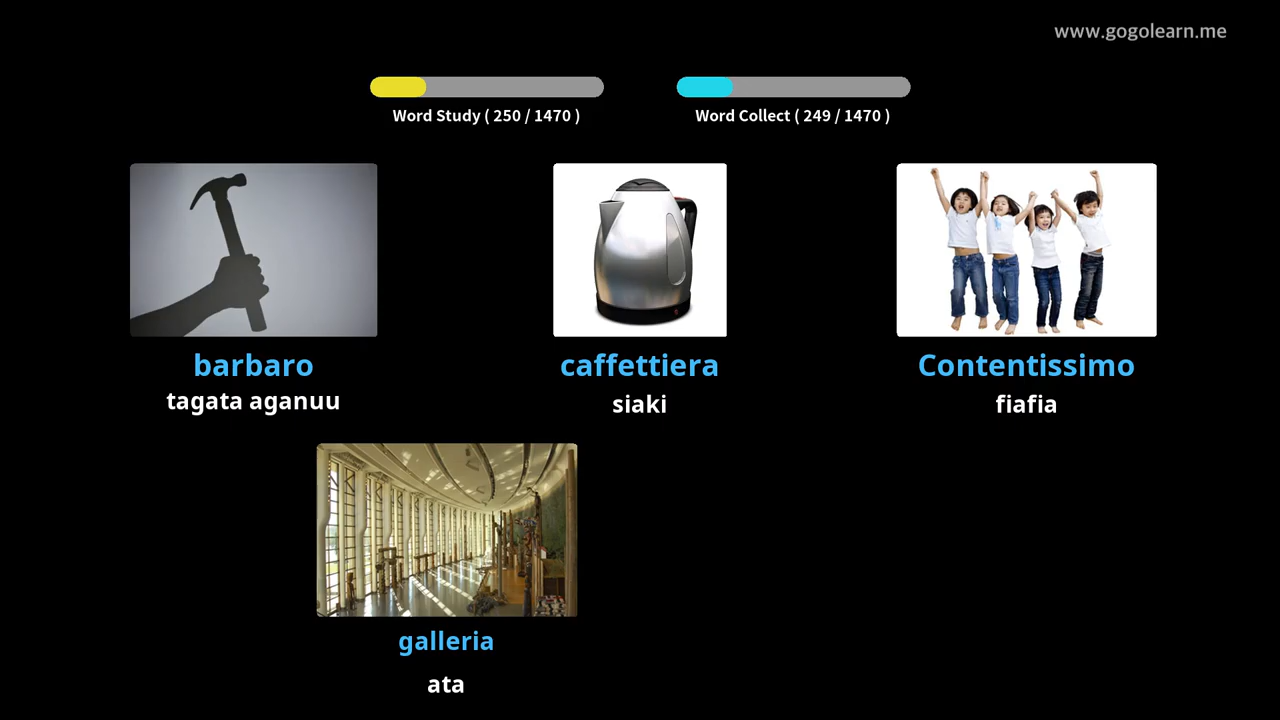 www.gogolearn.me
Word Study ( 250 / 1470 )
Word Collect ( 249 / 1470 )
barbaro
tagata aganuu
caffettiera
siaki
Contentissimo
fiafia
galleria
ata